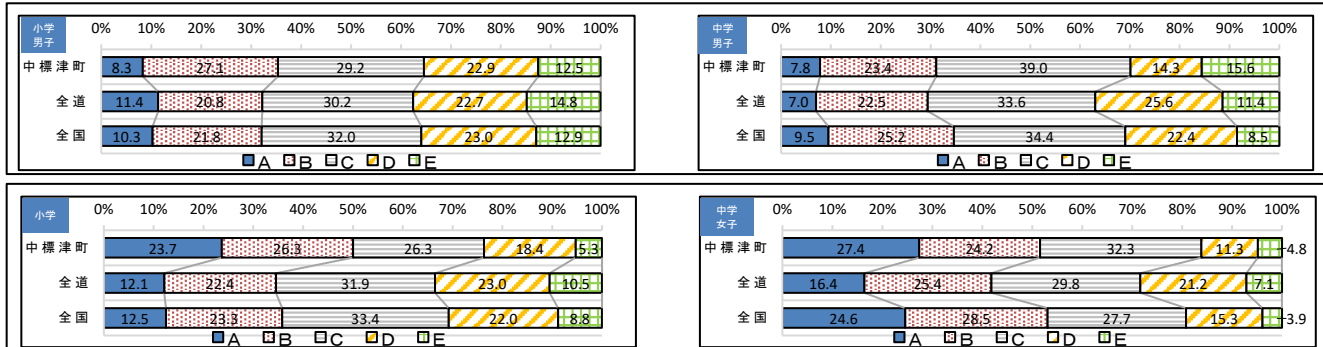 小学
男子
0% 10% 20% 30% 40% 50% 60% 70% 80% 90% 100%
中標津町 8.3 27.1 29.2 22.9 12.5
全道 11.4 20.8 30.2 22.7 14.8
全国 10.3 21.8 32.0 23.0 12.9
A B C D E
中学
男子
0% 10% 20% 30% 40% 50% 60% 70% 80% 90% 100%
中標津町 7.8 23.4 39.0 14.3 15.6
全道 7.0 22.5 33.6 25.6 11.4
全国 9.5 25.2 34.4 22.4 8.5
A B C D E
小学
0% 10% 20% 30% 40% 50% 60% 70% 80% 90% 100%
中標津町 23.7 26.3 26.3 18.4 5.3
全道 12.1 22.4 31.9 23.0 10.5
全国 12.5 23.3 33.4 22.0 8.8
A B C D E
中学
女子
0% 10% 20% 30% 40% 50% 60% 70% 80% 90% 100%
中標津町 27.4 24.2 32.3 11.3 4.8
全道 16.4 25.4 29.8 21.2 7.1
全国 24.6 28.5 27.7 15.3 3.9
A B C D E